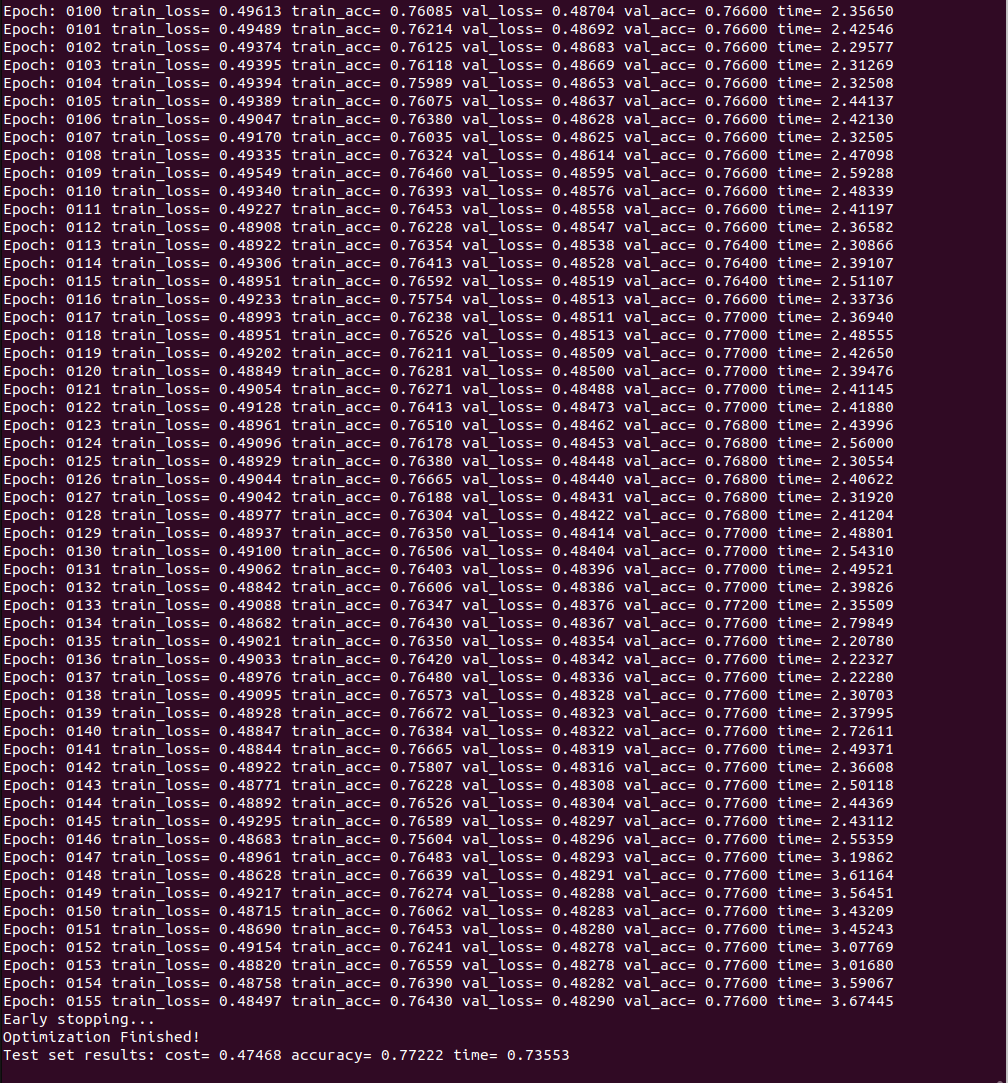 Epoch: 0100 train_loss= 0.49613 train_acc= 0.76085 val_loss= 0.48704 val_acc= 0.76600 time= 2.35650
Epoch: 0101 train_loss= 0.49489 train_acc= 0.76214 val_loss= 0.48692 val_acc= 0.76600 time= 2.42546
Epoch: 0102 train_loss= 0.49374 train_acc= 0.76125 val_loss= 0.48683 val_acc= 0.76600 time= 2.29577
Epoch: 0103 train_loss= 0.49395 train_acc= 0.76118 val_loss= 0.48669 val_acc= 0.76600 time= 2.31269
Epoch: 0104 train_loss= 0.49394 train_acc= 0.75989 val_loss= 0.48653 val_acc= 0.76600 time= 2.32508
Epoch: 0105 train_loss= 0.49389 train_acc= 0.76075 val_loss= 0.48637 val_acc= 0.76600 time= 2.44137
Epoch: 0106 train_loss= 0.49047 train_acc= 0.76380 val_loss= 0.48628 val_acc= 0.76600 time= 2.42130
Epoch: 0107 train_loss= 0.49170 train_acc= 0.76035 val_loss= 0.48625 val_acc= 0.76600 time= 2.32505
Epoch: 0108 train_loss= 0.49335 train_acc= 0.76324 val_loss= 0.48614 val_acc= 0.76600 time= 2.47098
Epoch: 0109 train_loss= 0.49549 train_acc= 0.76460 val_loss= 0.48595 val_acc= 0.76600 time= 2.59288
Epoch: 0110 train_loss= 0.49340 train_acc= 0.76393 val_loss= 0.48576 val_acc= 0.76600 time= 2.48339
Epoch: 0111 train_loss= 0.49227 train_acc= 0.76453 val_loss= 0.48558 val_acc= 0.76600 time= 2.41197
Epoch: 0112 train_loss= 0.48908 train_acc= 0.76228 val_loss= 0.48547 val_acc= 0.76600 time= 2.36582
Epoch: 0113 train_loss= 0.48922 train_acc= 0.76354 val_loss= 0.48538 val_acc= 0.76400 time= 2.30866
Epoch: 0114 train_loss= 0.49306 train_acc= 0.76413 val_loss= 0.48528 val_acc= 0.76400 time= 2.39107
Epoch: 0115 train_loss= 0.48951 train_acc= 0.76592 val_loss= 0.48519 val_acc= 0.76400 time= 2.51107
Epoch: 0116 train_loss= 0.49233 train_acc= 0.75754 val_loss= 0.48513 val_acc= 0.76600 time= 2.33736
Epoch: 0117 train_loss= 0.48993 train_acc= 0.76238 val_loss= 0.48511 val_acc= 0.77000 time= 2.36940
Epoch: 0118 train_loss= 0.48951 train_acc= 0.76526 val_loss= 0.48513 val_acc= 0.77000 time= 2.48555
Epoch: 0119 train_loss= 0.49202 train_acc= 0.76211 val_loss= 0.48509 val_acc= 0.77000 time= 2.42650
Epoch: 0120 train_loss= 0.48849 train_acc= 0.76281 val_loss= 0.48500 val_acc= 0.77000 time= 2.39476
Epoch: 0121 train_loss= 0.49054 train_acc= 0.76271 val_loss= 0.48488 val_acc= 0.77000 time= 2.41145
Epoch: 0122 train_loss= 0.49128 train_acc= 0.76413 val_loss= 0.48473 val_acc= 0.77000 time= 2.41880
Epoch: 0123 train_loss= 0.48961 train_acc= 0.76510 val_loss= 0.48462 val_acc= 0.76800 time= 2.43996
Epoch: 0124 train_loss= 0.49096 train_acc= 0.76178 val_loss= 0.48453 val_acc= 0.76800 time= 2.56000
Epoch: 0125 train_loss= 0.48929 train_acc= 0.76380 val_loss= 0.48448 val_acc= 0.76800 time= 2.30554
Epoch: 0126 train_loss= 0.49044 train_acc= 0.76665 val_loss= 0.48440 val_acc= 0.76800 time= 2.40622
Epoch: 0127 train_loss= 0.49042 train_acc= 0.76188 val_loss= 0.48431 val_acc= 0.76800 time= 2.31920
Epoch: 0128 train_loss= 0.48977 train_acc= 0.76304 val_loss= 0.48422 val_acc= 0.76800 time= 2.41204
Epoch: 0129 train_loss= 0.48937 train_acc= 0.76350 val_loss= 0.48414 val_acc= 0.77000 time= 2.48801
Epoch: 0130 train_loss= 0.49100 train_acc= 0.76506 val_loss= 0.48404 val_acc= 0.77000 time= 2.54310
Epoch: 0131 train_loss= 0.49062 train_acc= 0.76403 val_loss= 0.48396 val_acc= 0.77000 time= 2.49521
Epoch: 0132 train_loss= 0.48842 train_acc= 0.76606 val_loss= 0.48386 val_acc= 0.77000 time= 2.39826
Epoch: 0133 train_loss= 0.49088 train_acc= 0.76347 val_loss= 0.48376 val_acc= 0.77200 time= 2.35509
Epoch: 0134 train_loss= 0.48682 train_acc= 0.76430 val_loss= 0.48367 val_acc= 0.77600 time= 2.79849
Epoch: 0135 train_loss= 0.49021 train_acc= 0.76350 val_loss= 0.48354 val_acc= 0.77600 time= 2.20780
Epoch: 0136 train_loss= 0.49033 train_acc= 0.76420 val_loss= 0.48342 val_acc= 0.77600 time= 2.22327
Epoch: 0137 train_loss= 0.48976 train_acc= 0.76480 val_loss= 0.48336 val_acc= 0.77600 time= 2.22280
Epoch: 0138 train_loss= 0.49095 train_acc= 0.76573 val_loss= 0.48328 val_acc= 0.77600 time= 2.30703
Epoch: 0139 train_loss= 0.48928 train_acc= 0.76672 val_loss= 0.48323 val_acc= 0.77600 time= 2.37995
Epoch: 0140 train_loss= 0.48847 train_acc= 0.76384 val_loss= 0.48322 val_acc= 0.77600 time= 2.72611
Epoch: 0141 train_loss= 0.48844 train_acc= 0.76665 val_loss= 0.48319 val_acc= 0.77600 time= 2.49371
Epoch: 0142 train_loss= 0.48922 train_acc= 0.75807 val_loss= 0.48316 val_acc= 0.77600 time= 2.36608
Epoch: 0143 train_loss= 0.48771 train_acc= 0.76228 val_loss= 0.48308 val_acc= 0.77600 time= 2.50118
Epoch: 0144 train_loss= 0.48892 train_acc= 0.76526 val_loss= 0.48304 val_acc= 0.77600 time= 2.44369
Epoch: 0145 train_loss= 0.49295 train_acc= 0.76589 val_loss= 0.48297 val_acc= 0.77600 time= 2.43112
Epoch: 0146 train_loss= 0.48683 train_acc= 0.75604 val_loss= 0.48296 val_acc= 0.77600 time= 2.55359
Epoch: 0147 train_loss= 0.48961 train_acc= 0.76483 val_loss= 0.48293 val_acc= 0.77600 time= 3.19862
Epoch: 0148 train_loss= 0.48628 train_acc= 0.76639 val_loss= 0.48291 val_acc= 0.77600 time= 3.61164
Epoch: 0149 train_loss= 0.49217 train_acc= 0.76274 val_loss= 0.48288 val_acc= 0.77600 time= 3.56451
Epoch: 0150 train_loss= 0.48715 train_acc= 0.76062 val_loss= 0.48283 val_acc= 0.77600 time= 3.43209
Epoch: 0151 train_loss= 0.48690 train_acc= 0.76453 val_loss= 0.48280 val_acc= 0.77600 time= 3.45243
Epoch: 0152 train_loss= 0.49154 train_acc= 0.76241 val_loss= 0.48278 val_acc= 0.77600 time= 3.07769
Epoch: 0153 train_loss= 0.48820 train_acc= 0.76559 val_loss= 0.48278 val_acc= 0.77600 time= 3.01680
Epoch: 0154 train_loss= 0.48758 train_acc= 0.76390 val_loss= 0.48282 val_acc= 0.77600 time= 3.59067
Epoch: 0155 train_loss= 0.48497 train_acc= 0.76430 val_loss= 0.48290 val_acc= 0.77600 time= 3.67445
Early stopping...
Optimization Finished!
Test set results: cost= 0.47468 accuracy= 0.77222 time= 0.73553